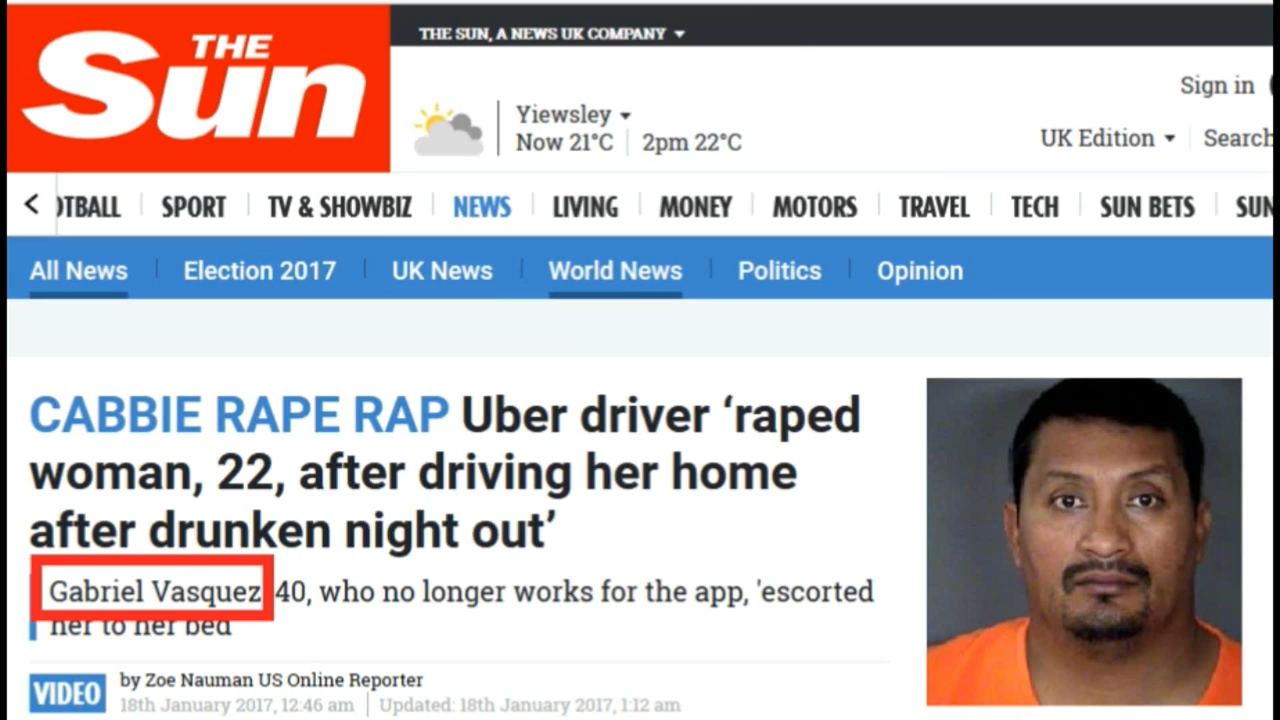 THE Sun
THE SUN, A NEWS UK COMPANY
Yiewsley
Now 21°C 2pm 22°C
Sign in
UK Edition Search
OTBALL SPORT TV & SHOWBIZ NEWS LIVING MONEY MOTORS TRAVEL TECH SUN BETS SUN
All News Election 2017 UK News World News Politics Opinion
CABBIE RAPE RAP Uber driver ‘raped
woman, 22, after driving her home
after drunken night out’
Gabriel Vasquez 40, who no longer works for the app, 'escorted
her to her bed
VIDEO
by Zoe Nauman US Online Reporter
18th January 2017, 12:46 am Updated: 18th January 2017, 1:12 am